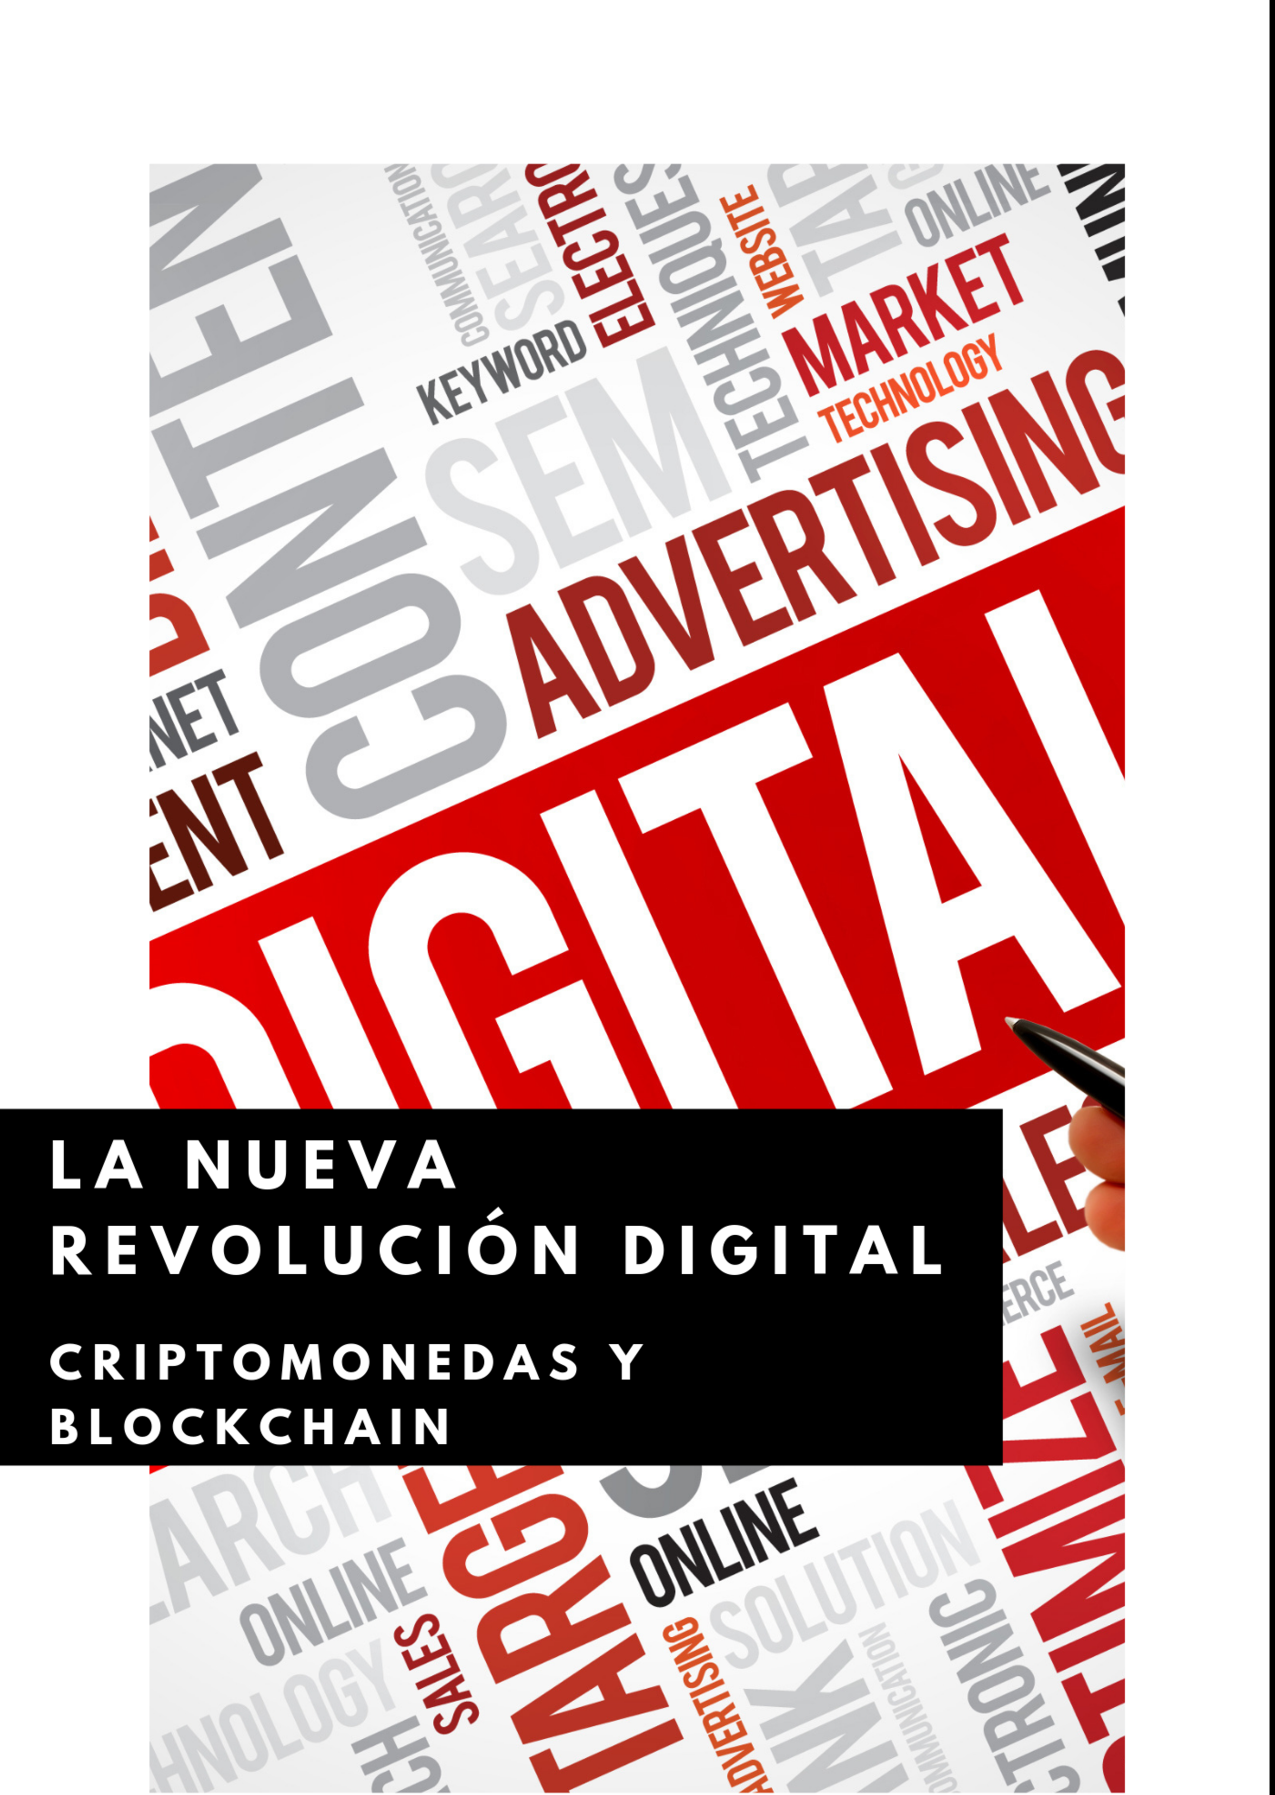 COMMUNICATION
TECHNIQUES
WEBSITE
ONLINE
MARKET
KEYWORD
TECHNOLOGY
SEM
ADVERTISING
DIGITAL
LA NUEVA
REVOLUCIÓN DIGITAL
CRIPTOMONEDAS Y
BLOCKCHAIN
ONLINE
ONLINE
SOLUTION
SALES
ADVERTISING